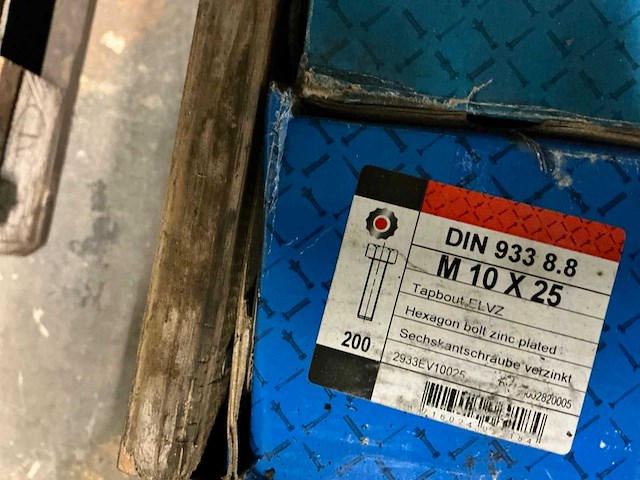 DIN 933 8.8
M 10 X 25
Tapbout ELVZ
Hexagon bolt zinc plated
Sechskantschraube verzinkt
200
2933EV10025